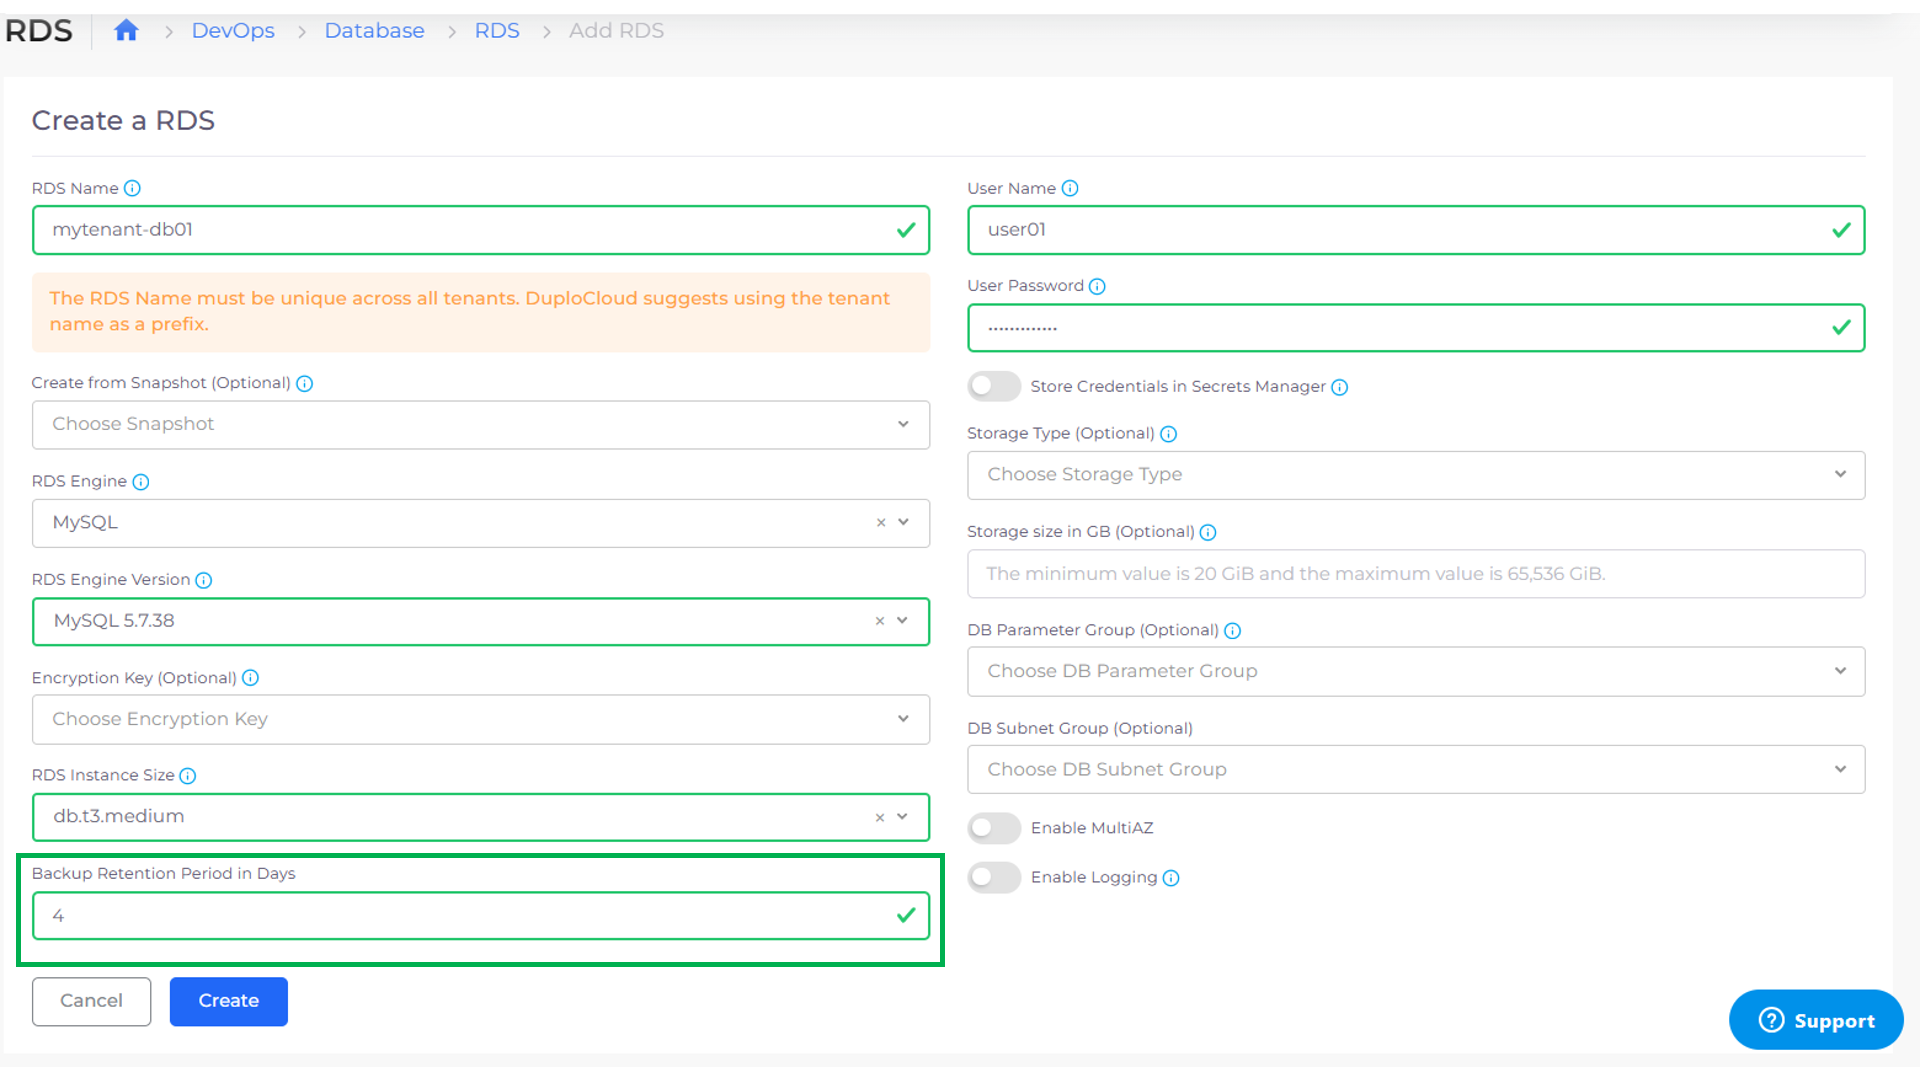 RDS
DevOps > Database > RDS > Add RDS
Create a RDS
RDS Name
mytenant-db01
The RDS Name must be unique across all tenants. DuploCloud suggests using the tenant
name as a prefix.
Create from Snapshot (Optional)
Choose Snapshot
RDS Engine
MySQL
RDS Engine Version
MySQL 5.7.38
Encryption Key (Optional)
Choose Encryption Key
RDS Instance Size
db.t3.medium
Backup Retention Period in Days
4
Cancel
Create
User Name
user01
User Password
·············
Store Credentials in Secrets Manager
Storage Type (Optional)
Choose Storage Type
Storage size in GB (Optional)
The minimum value is 20 GiB and the maximum value is 65,536 GiB.
DB Parameter Group (Optional)
Choose DB Parameter Group
DB Subnet Group (Optional)
Choose DB Subnet Group
Enable MultiAZ
Enable Logging
Support